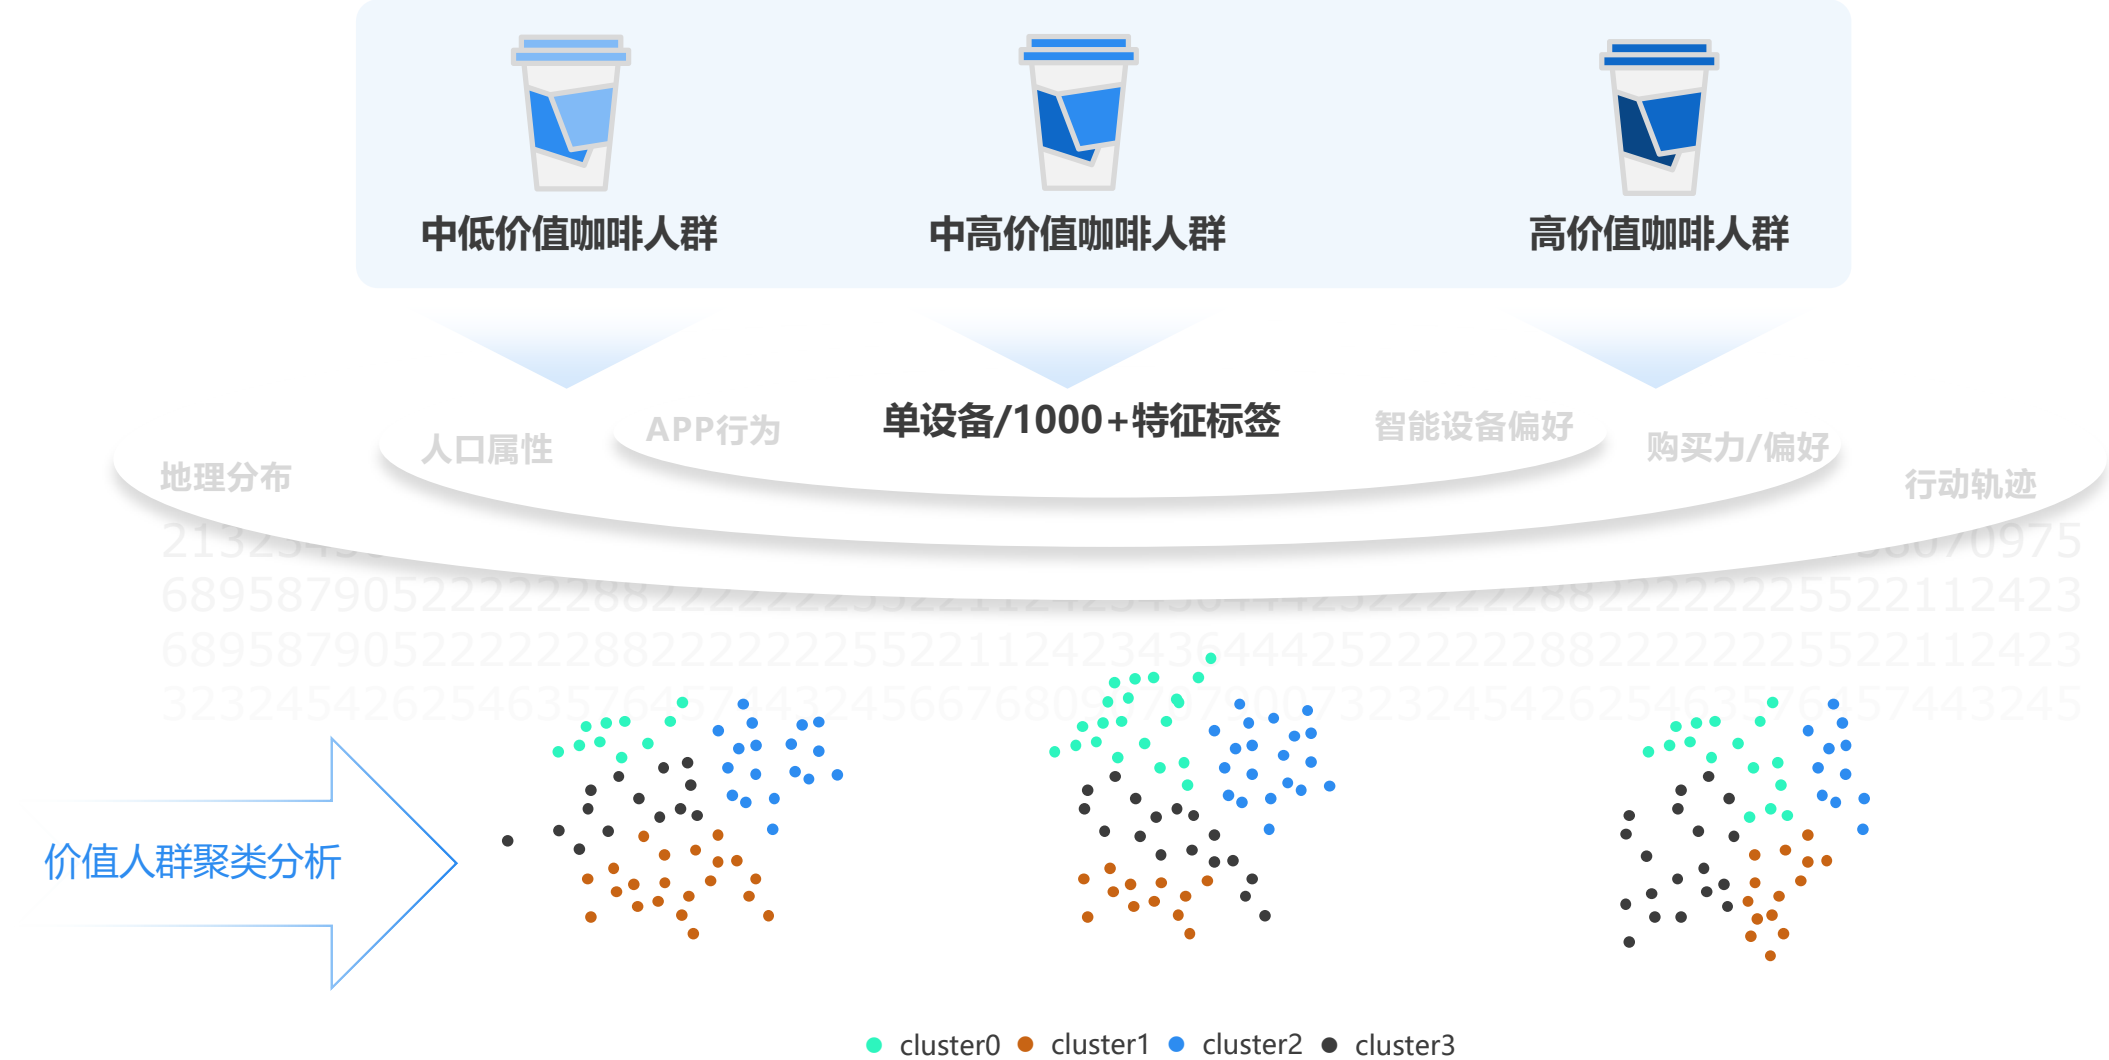 中低价值咖啡人群
中高价值咖啡人群
高价值咖啡人群
单设备/1000+特征标签
APP行为
智能设备偏好
人口属性
购买力/偏好
地理分布
行动轨迹
价值人群聚类分析
cluster0
cluster1
cluster2
cluster3